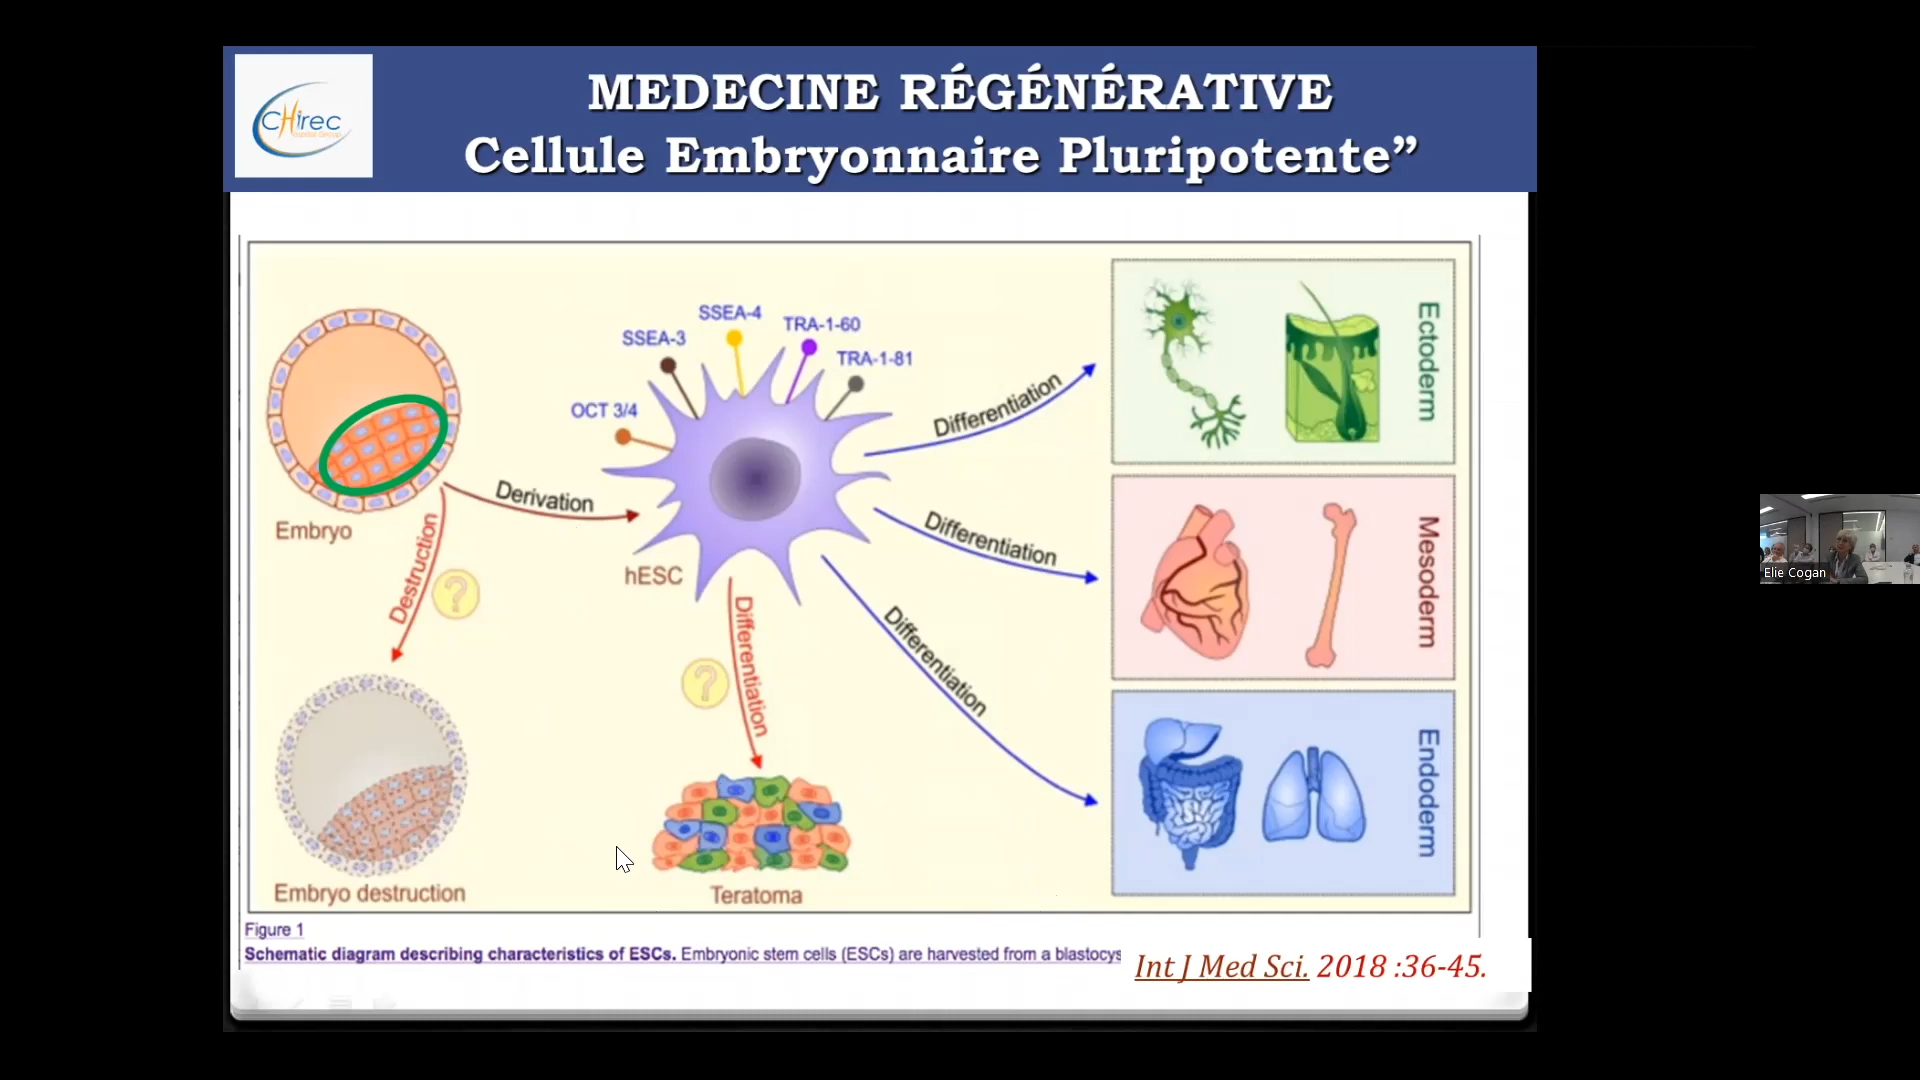 CHirec
MEDECINE RÉGÉNÉRATIVE
Cellule Embryonnaire Pluripotente”
SSEA-4
SSEA-3
TRA-1-60
TRA-1-81
OCT 3/4
Embryo
Derivation
Destruction
?
hESC
Differentiation
Differentiation
Differentiation
Differentiation
?
Ectoderm
Mesoderm
Endoderm
Embryo destruction
Teratoma
Figure 1
Schematic diagram describing characteristics of ESCs. Embryonic stem cells (ESCs) are harvested from a blastocys
Int J Med Sci. 2018 :36-45.
Elie Cogan